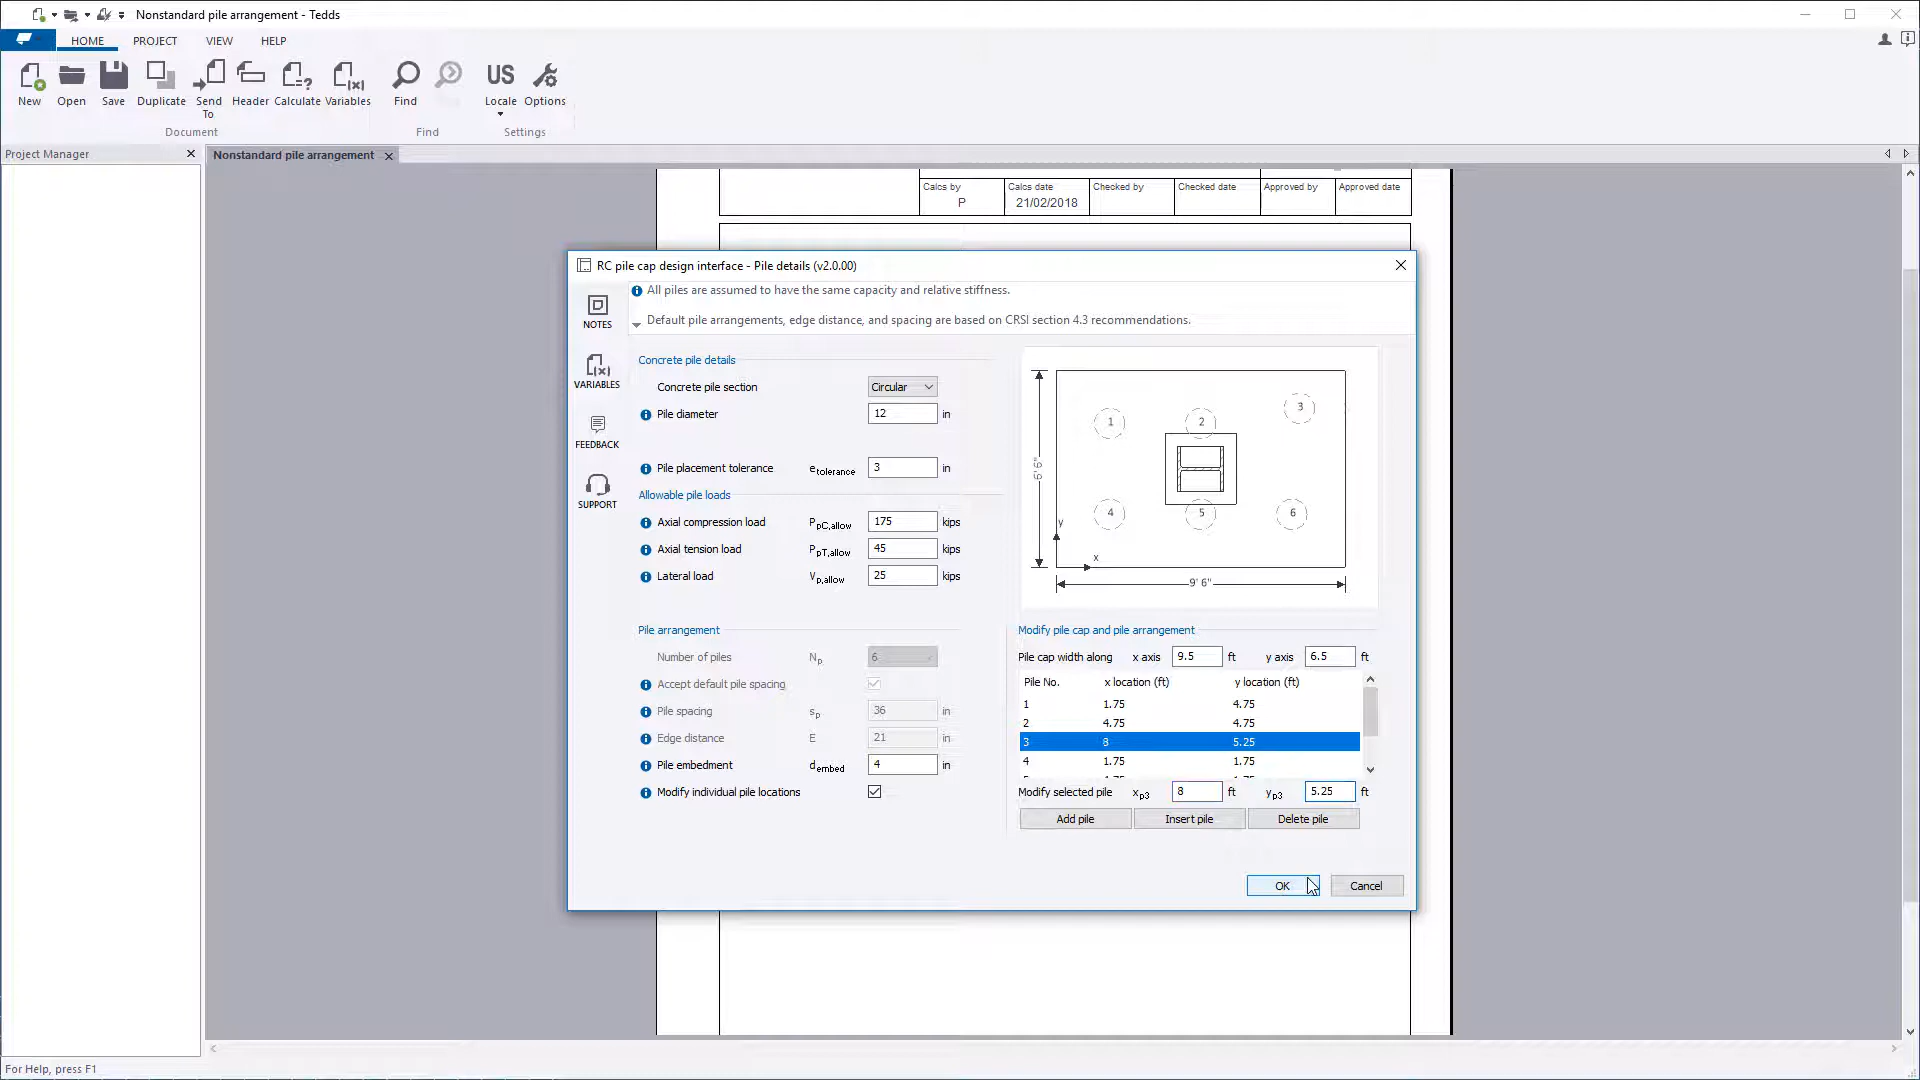 Nonstandard pile arrangement - Tedds
HOME PROJECT VIEW HELP
New Open Save Duplicate Send To Header Calculate Variables Find US Locale Options
Document Find Settings
Project Manager
Nonstandard pile arrangement
Calcs by Calcs date Checked by Checked date Approved by Approved date
P 21/02/2018
RC pile cap design interface - Pile details (v2.0.00)
All piles are assumed to have the same capacity and relative stiffness.
Default pile arrangements, edge distance, and spacing are based on CRSI section 4.3 recommendations.
NOTES
VARIABLES
FEEDBACK
SUPPORT
Concrete pile details
Concrete pile section Circular
Pile diameter 12 in
Pile placement tolerance etolerance 3 in
Allowable pile loads
Axial compression load PpC,allow 175 kips
Axial tension load PpT,allow 45 kips
Lateral load Vp,allow 25 kips
Pile arrangement
Number of piles Np 6
Accept default pile spacing
Pile spacing sp 36 in
Edge distance E 21 in
Pile embedment dembed 4 in
Modify individual pile locations
1 2 3
6' 6"
4 5 6
y
x
9' 6"
Modify pile cap and pile arrangement
Pile cap width along x axis 9.5 ft y axis 6.5 ft
Pile No. x location (ft) y location (ft)
1 1.75 4.75
2 4.75 4.75
3 8 5.25
4 1.75 1.75
Modify selected pile xp3 8 ft yp3 5.25 ft
Add pile Insert pile Delete pile
OK Cancel
For Help, press F1